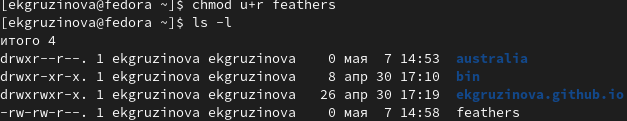 [ekgruzinova@fedora ~]$ chmod u+r feathers
[ekgruzinova@fedora ~]$ ls -l
итого 4
drwxr--r--. 1 ekgruzinova ekgruzinova  0 мая  7 14:53 australia
drwxr-xr-x. 1 ekgruzinova ekgruzinova  8 апр 30 17:10 bin
drwxrwxr-x. 1 ekgruzinova ekgruzinova 26 апр 30 17:19 ekgruzinova.github.io
-rw-rw-r--. 1 ekgruzinova ekgruzinova  0 мая  7 14:58 feathers